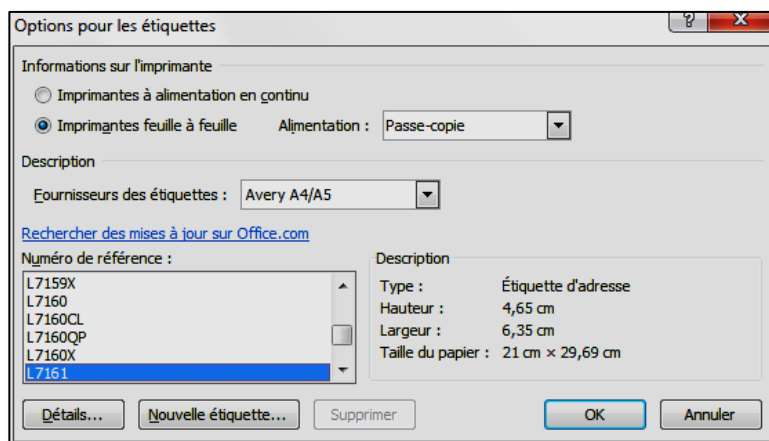 Options pour les étiquettes
Informations sur l'imprimante
Imprimantes à alimentation en continu
Imprimantes feuille à feuille Alimentation : Passe-copie
Description
Fournisseurs des étiquettes : Avery A4/A5
Rechercher des mises à jour sur Office.com
Numéro de référence :
L7159X
L7160
L7160CL
L7160QP
L7160X
L7161
Description
Type : Étiquette d'adresse
Hauteur : 4,65 cm
Largeur : 6,35 cm
Taille du papier : 21 cm × 29,69 cm
Détails... Nouvelle étiquette... Supprimer OK Annuler